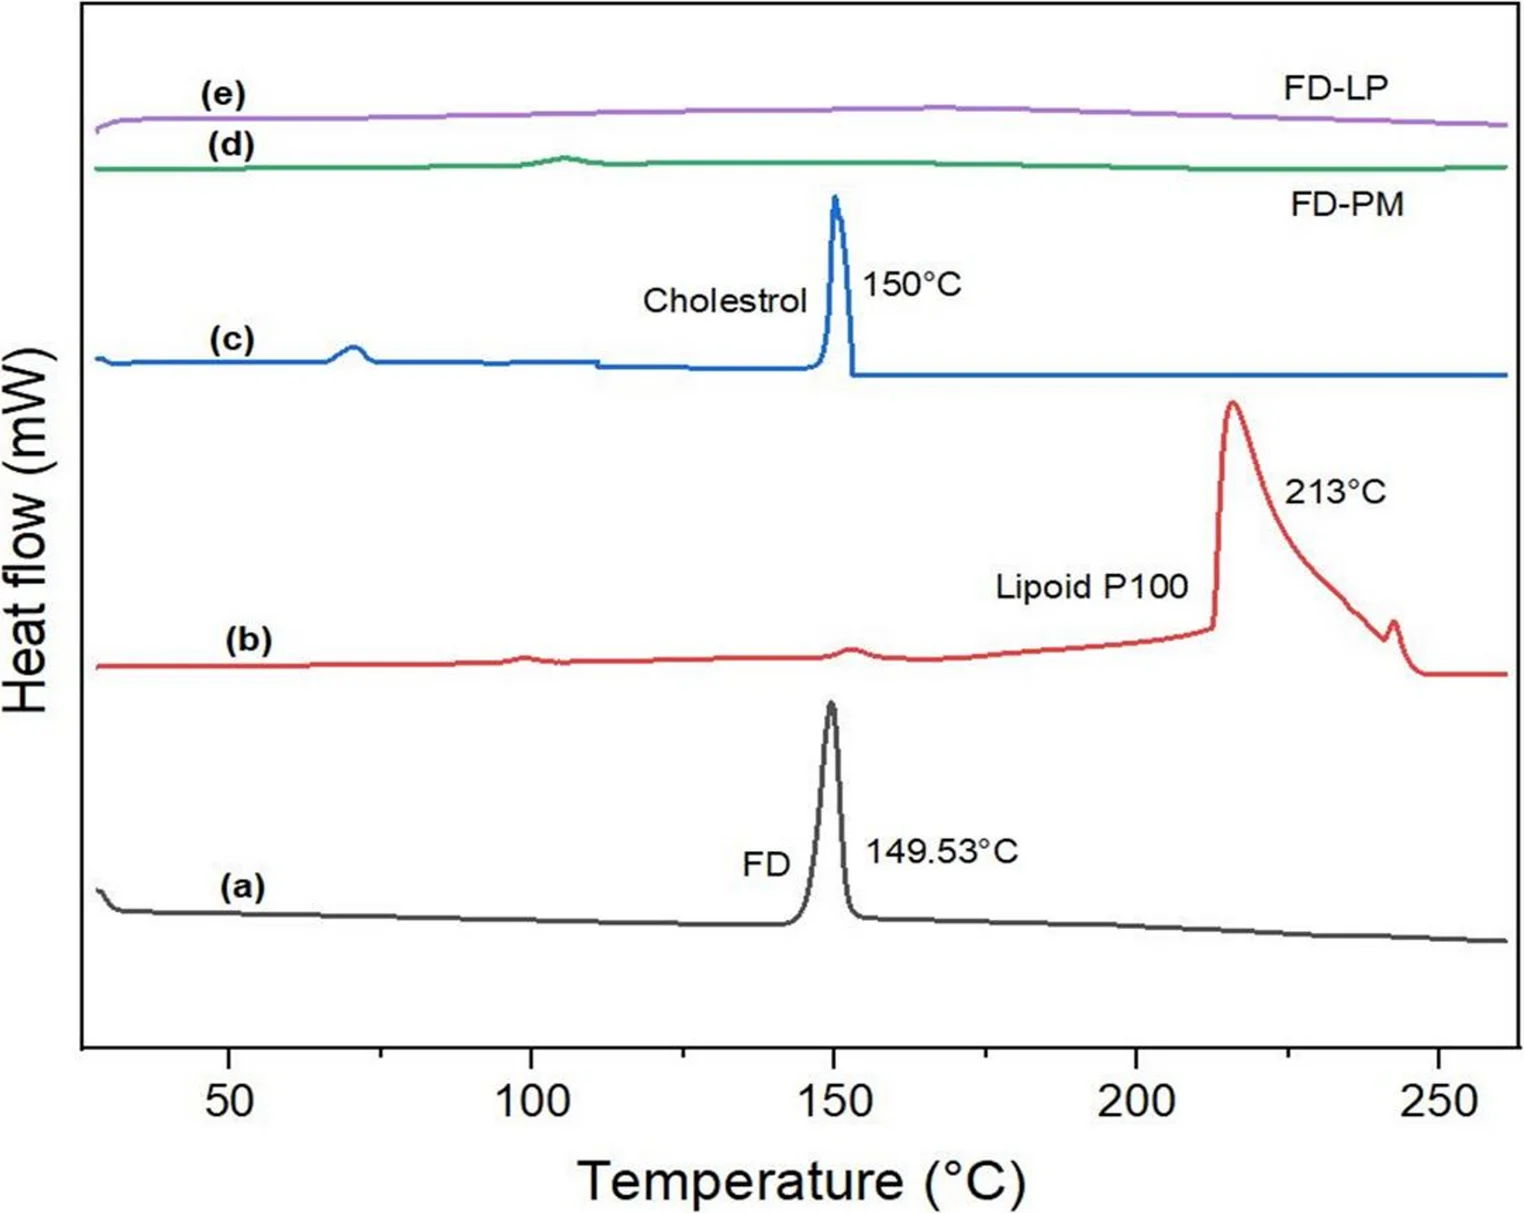 (e)
FD-LP
(d)
FD-PM
Cholestrol
150°C
(c)
213°C
Lipoid P100
(b)
FD
149.53°C
(a)
Heat flow (mW)
50 100 150 200 250
Temperature (°C)